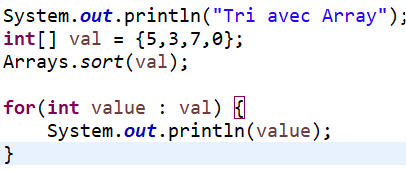 System.out.println("Tri avec Array");
int[] val = {5,3,7,0};
Arrays.sort(val);
for(int value : val) {
System.out.println(value);
}